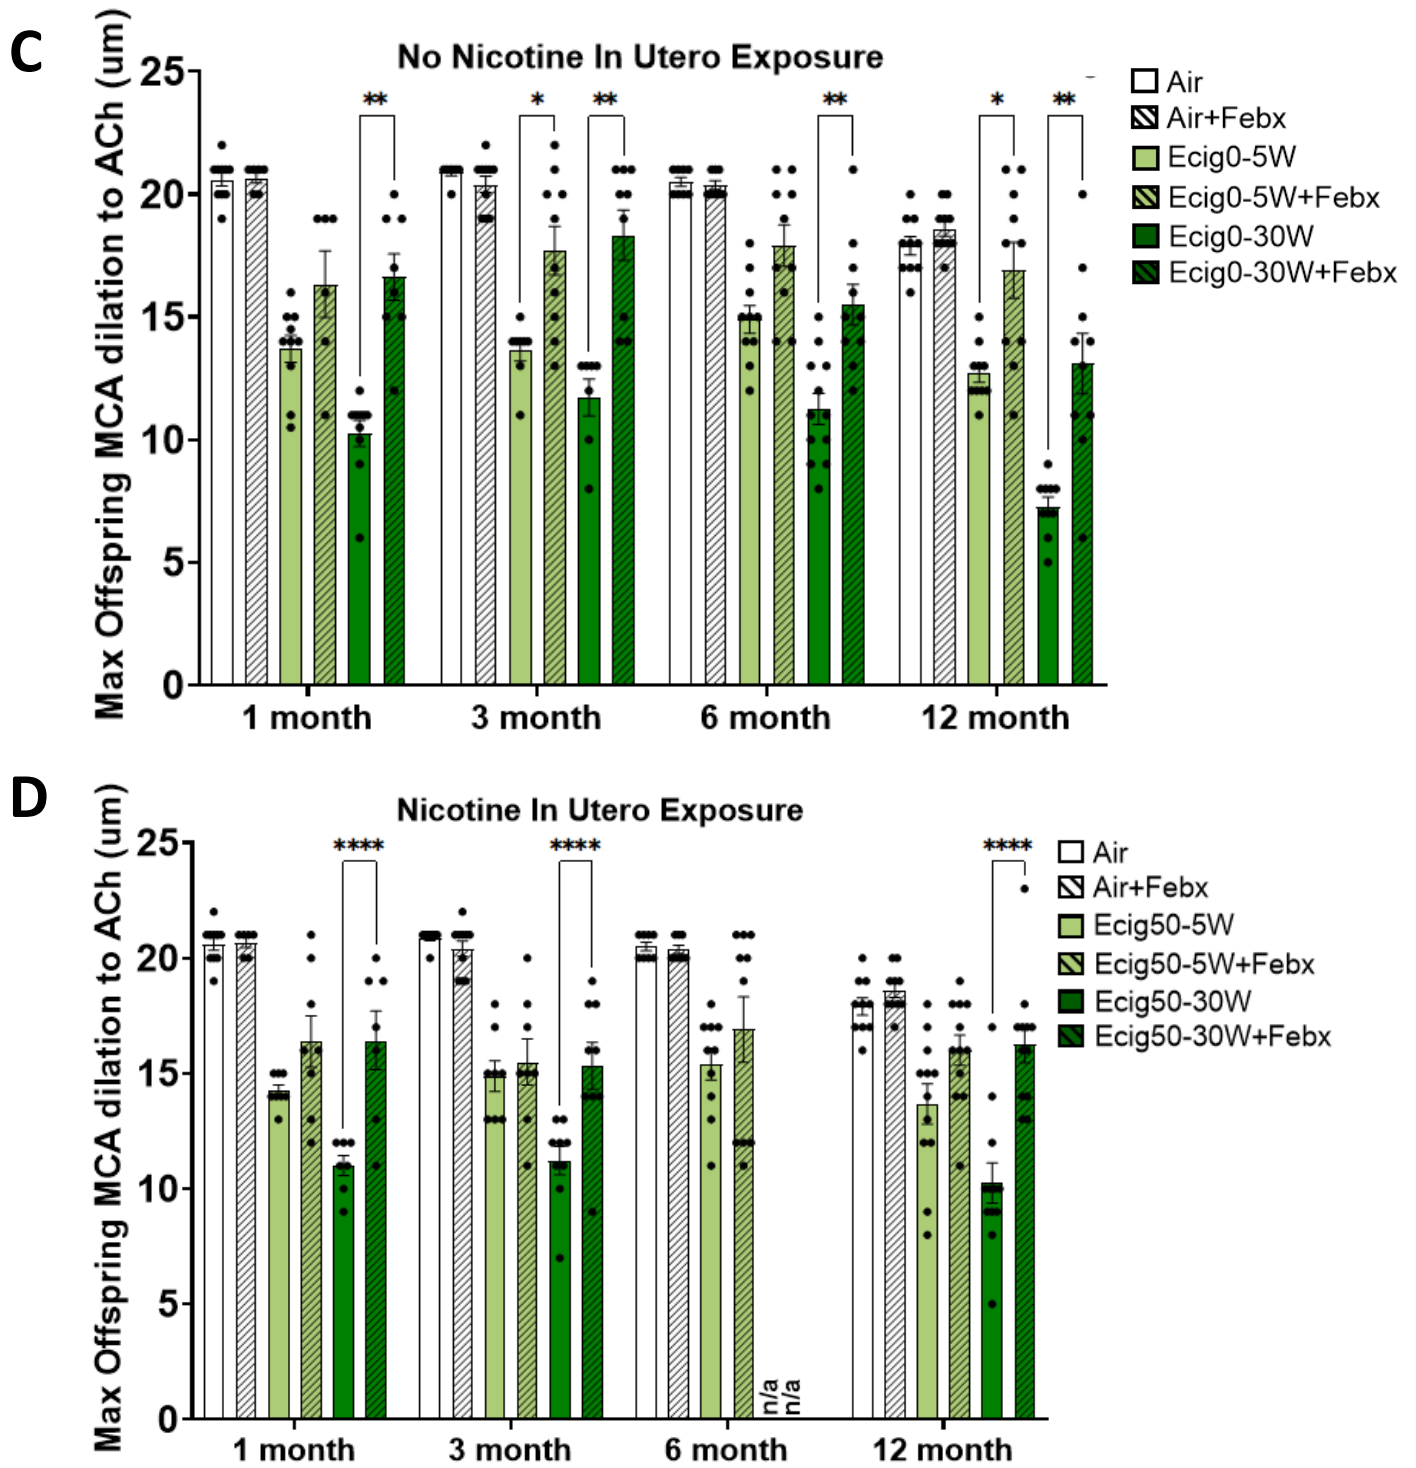 C
No Nicotine In Utero Exposure
Max Offspring MCA dilation to ACh (um)
25
20
15
10
5
0
** * ** ** * **
1 month 3 month 6 month 12 month
Air
Air+Febx
Ecig0-5W
Ecig0-5W+Febx
Ecig0-30W
Ecig0-30W+Febx
D
Nicotine In Utero Exposure
Max Offspring MCA dilation to ACh (um)
25
20
15
10
5
0
**** **** ****
n/a
n/a
1 month 3 month 6 month 12 month
Air
Air+Febx
Ecig50-5W
Ecig50-5W+Febx
Ecig50-30W
Ecig50-30W+Febx